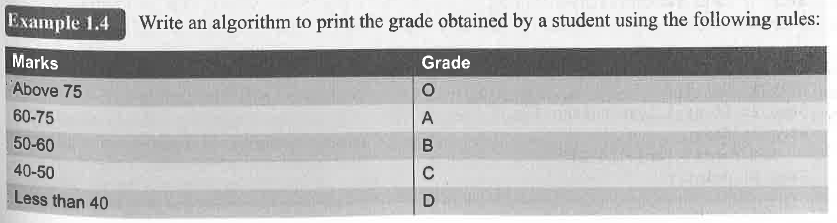 Example 1.4 Write an algorithm to print the grade obtained by a student using the following rules:
Marks Grade
Above 75 O
60-75 A
50-60 B
40-50 C
Less than 40 D